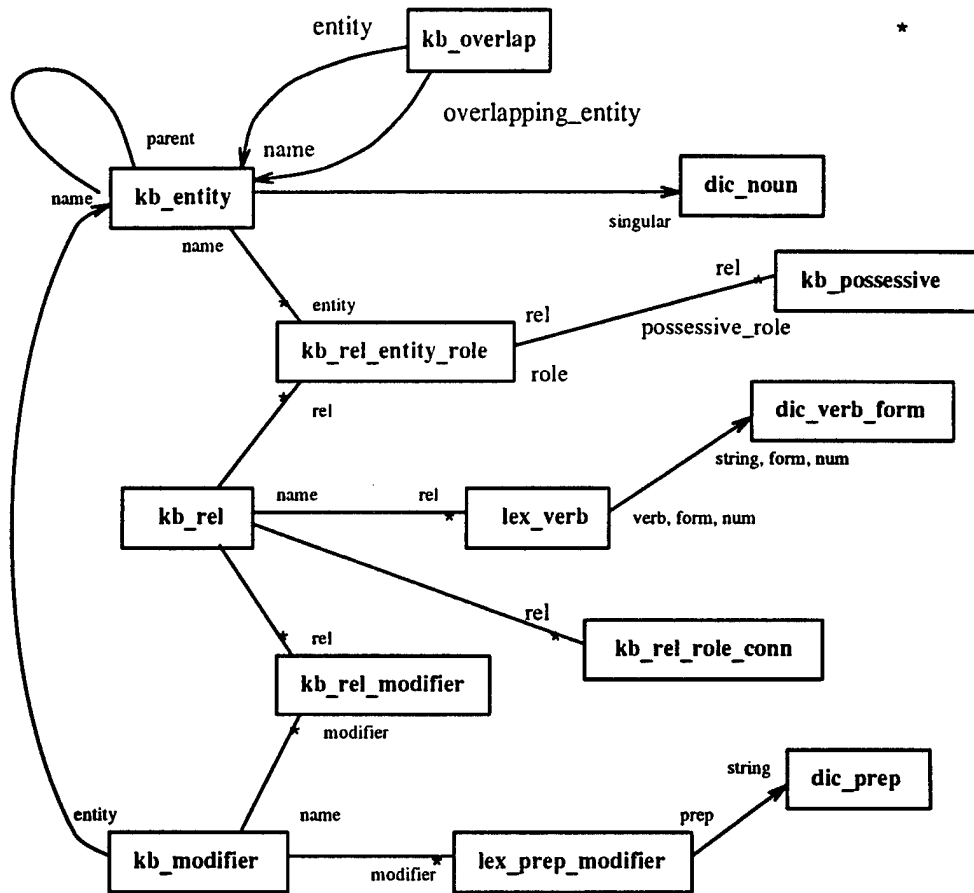 entity
kb_overlap
*
overlapping_entity
parent
name
name
kb_entity
dic_noun
singular
name
*
entity
rel
*
kb_possessive
rel
possessive_role
kb_rel_entity_role
role
*
rel
dic_verb_form
string, form, num
name
rel
kb_rel
*
lex_verb
verb, form, num
rel
*
kb_rel_role_conn
*
rel
kb_rel_modifier
*
modifier
string
dic_prep
entity
name
prep
kb_modifier
modifier
*
lex_prep_modifier